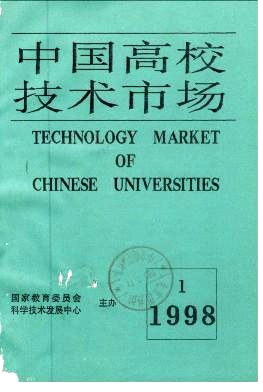 中国高校
技术市场
TECHNOLOGY MARKET
OF
CHINESE UNIVERSITIES
国家教育委员会
科学技术发展中心
主办
1
1998